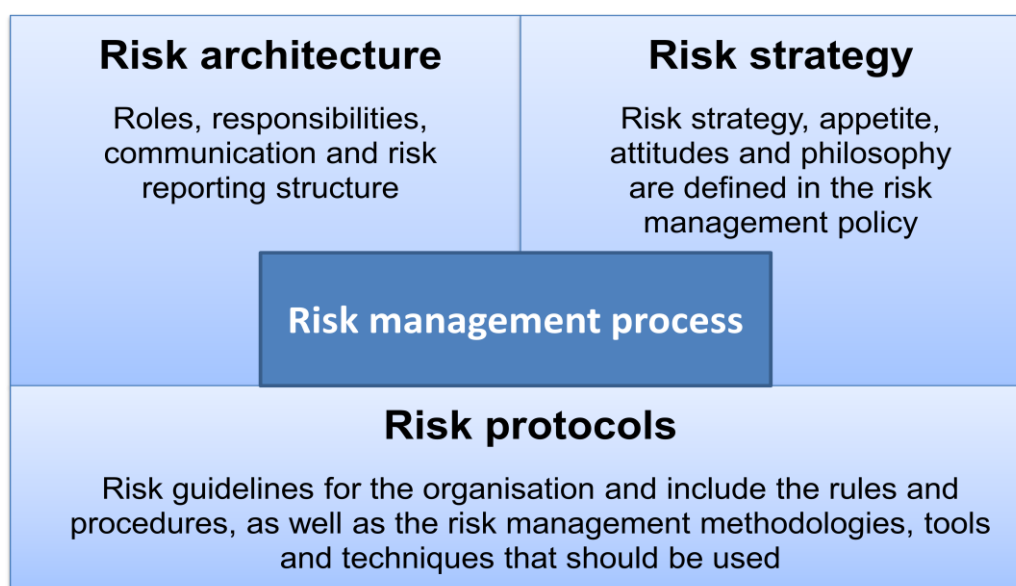 Risk architecture
Roles, responsibilities,
communication and risk
reporting structure
Risk strategy
Risk strategy, appetite,
attitudes and philosophy
are defined in the risk
management policy
Risk management process
Risk protocols
Risk guidelines for the organisation and include the rules and
procedures, as well as the risk management methodologies, tools
and techniques that should be used